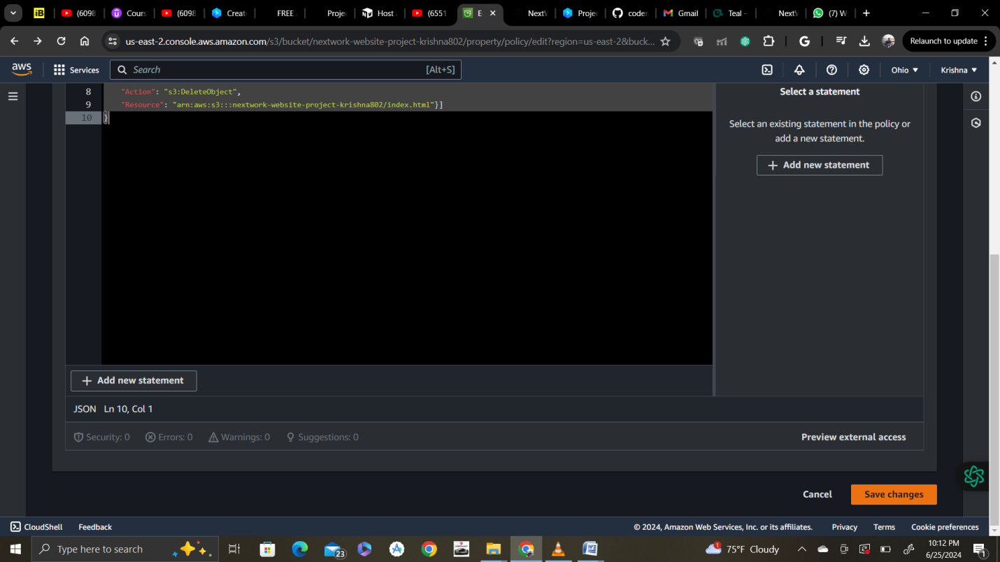 (6098
Cours
(6098
Creat
FREE
Proje
Host
(6551
E
NextV
Proje
coder
Gmail
Teal -
NextV
(7) W
us-east-2.console.aws.amazon.com/s3/bucket/nextwork-website-project-krishna802/property/policy/edit?region=us-east-2&buck...
Relaunch to update
aws
Services
Search
[Alt+S]
Ohio
Krishna
8 "Action": "s3:DeleteObject",
9 "Resource": "arn:aws:s3:::nextwork-website-project-krishna802/index.html"}]
10 }
Select a statement
Select an existing statement in the policy or
add a new statement.
+ Add new statement
+ Add new statement
JSON Ln 10, Col 1
Security: 0 Errors: 0 Warnings: 0 Suggestions: 0
Preview external access
Cancel
Save changes
CloudShell Feedback
© 2024, Amazon Web Services, Inc. or its affiliates. Privacy Terms Cookie preferences
Type here to search
23
1
75°F Cloudy
10:12 PM
6/25/2024
1